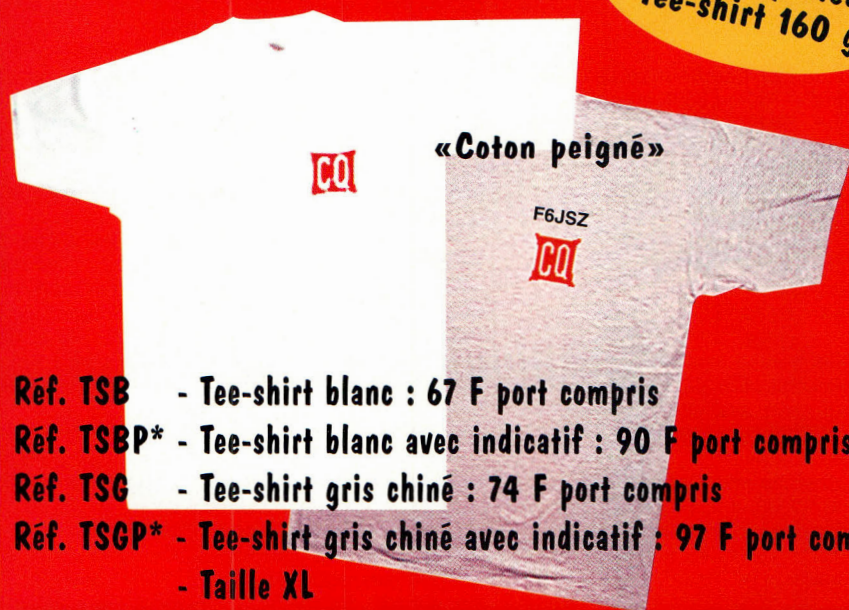 Tee-shirt 160
«Coton peigné»
CQ
F6JSZ
CQ
Réf. TSB - Tee-shirt blanc : 67 F port compris
Réf. TSBP* - Tee-shirt blanc avec indicatif : 90 F port compris
Réf. TSG - Tee-shirt gris chiné : 74 F port compris
Réf. TSGP* - Tee-shirt gris chiné avec indicatif : 97 F port com
- Taille XL